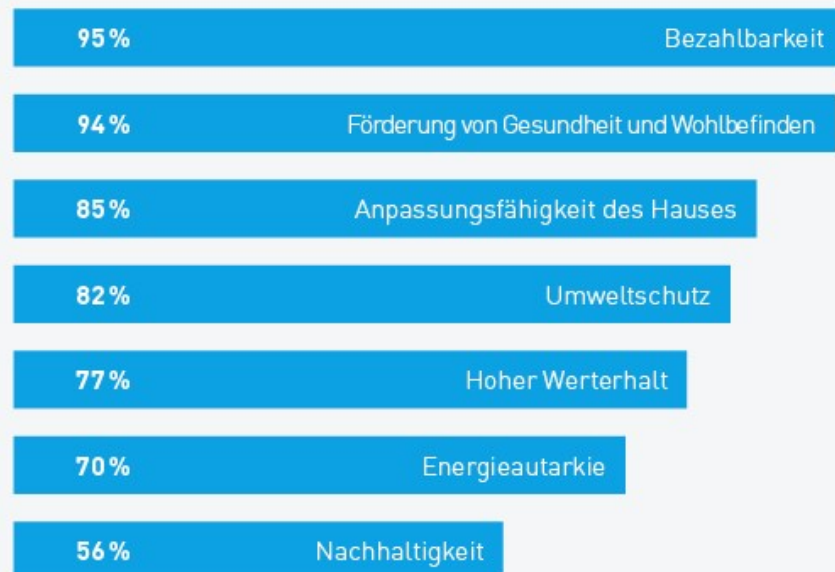 95 % Bezahlbarkeit
94 % Förderung von Gesundheit und Wohlbefinden
85 % Anpassungsfähigkeit des Hauses
82 % Umweltschutz
77 % Hoher Werterhalt
70 % Energieautarkie
56 % Nachhaltigkeit